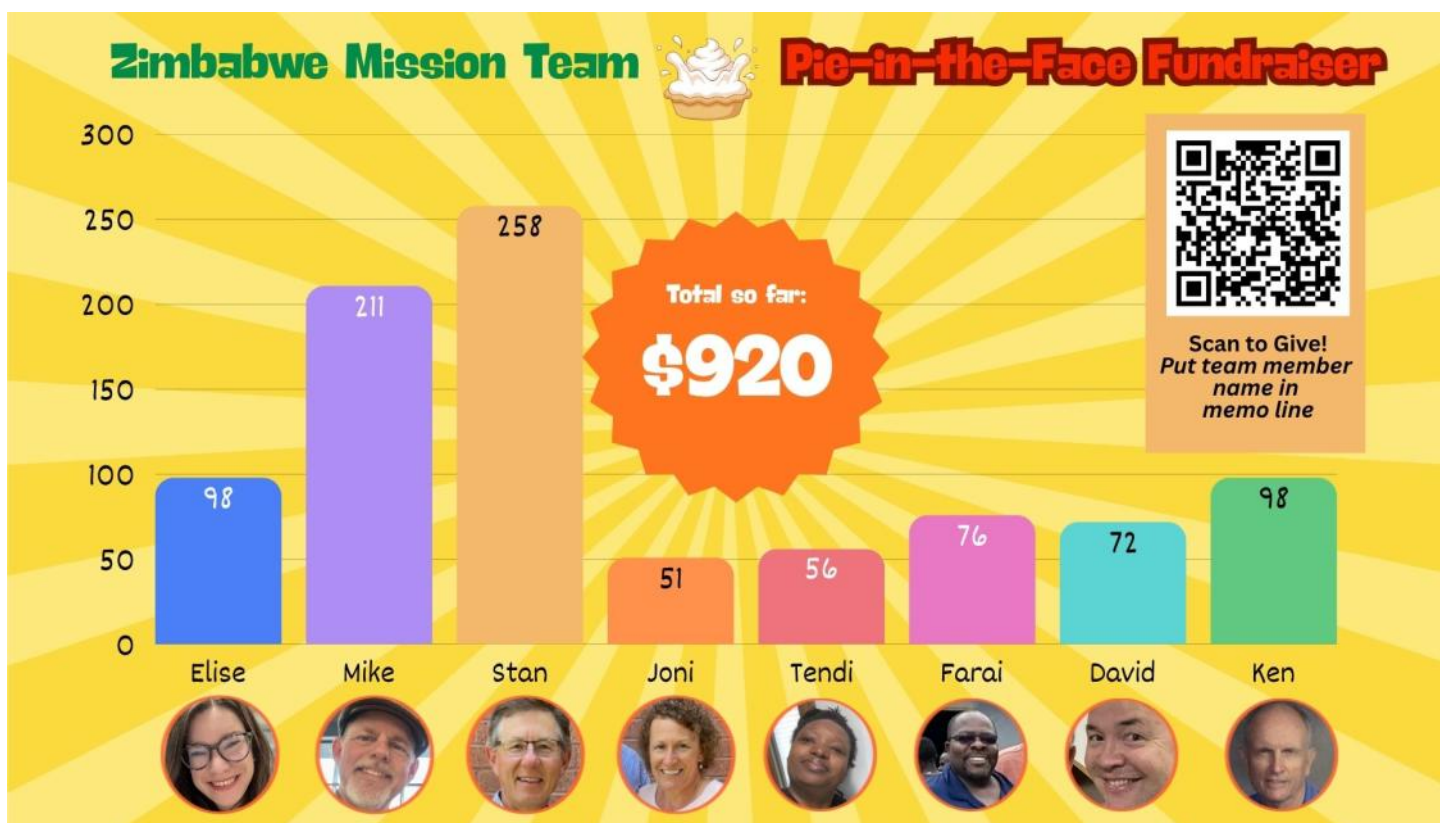 Zimbabwe Mission Team Pie-in-the-Face Fundraiser
300
250
200
150
100
50
0
98
211
258
51
56
76
72
98
Total so far:
$920
Scan to Give!
Put team member
name in
memo line
Elise Mike Stan Joni Tendi Farai David Ken